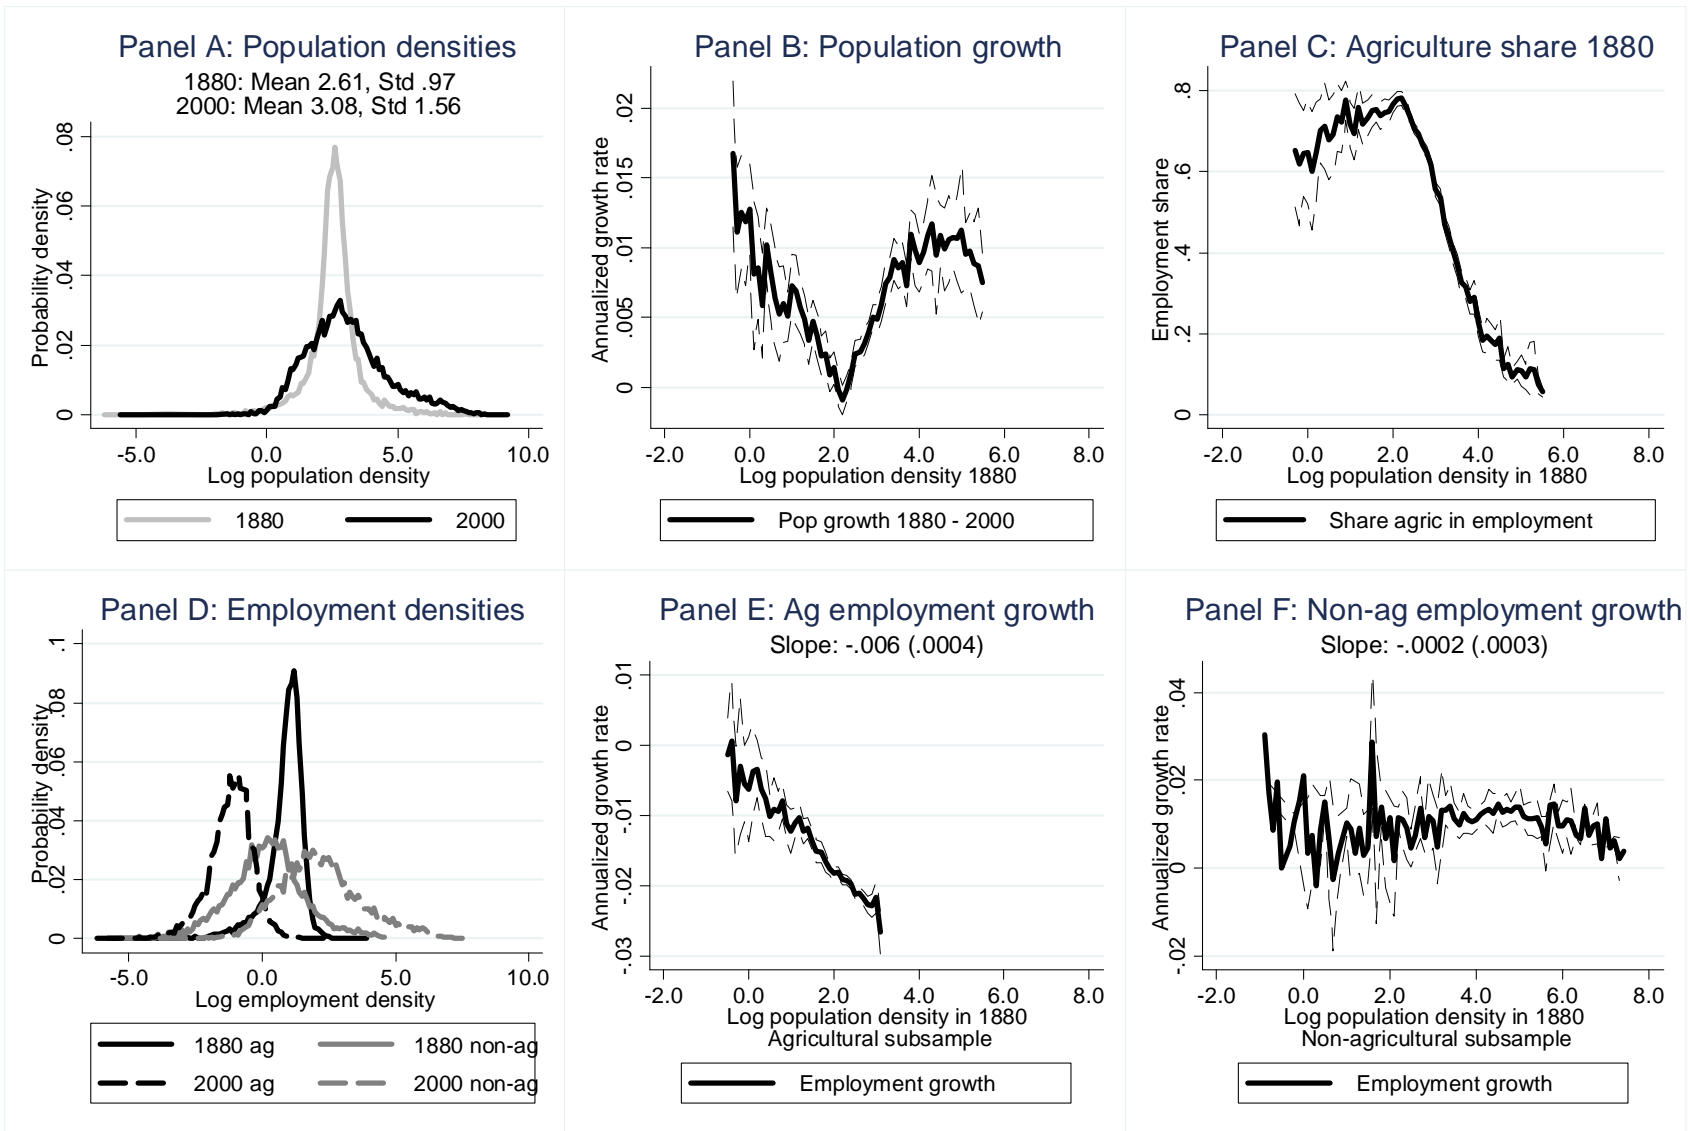 Panel A: Population densities
1880: Mean 2.61, Std .97
2000: Mean 3.08, Std 1.56
Probability density
0 .02 .04 .06 .08
-5.0 0.0 5.0 10.0
Log population density
1880 2000
Panel B: Population growth
Annualized growth rate
0 .005 .01 .015 .02
-2.0 0.0 2.0 4.0 6.0 8.0
Log population density 1880
Pop growth 1880 - 2000
Panel C: Agriculture share 1880
Employment share
0 .2 .4 .6 .8
-2.0 0.0 2.0 4.0 6.0 8.0
Log population density in 1880
Share agric in employment
Panel D: Employment densities
Probability density
0 .02 .04 .06 .08 .1
-5.0 0.0 5.0 10.0
Log employment density
1880 ag 1880 non-ag
2000 ag 2000 non-ag
Panel E: Ag employment growth
Slope: -.006 (.0004)
Annualized growth rate
-.03 -.02 -.01 0 .01
-2.0 0.0 2.0 4.0 6.0 8.0
Log population density in 1880
Agricultural subsample
Employment growth
Panel F: Non-ag employment growth
Slope: -.0002 (.0003)
Annualized growth rate
-.02 0 .02 .04
-2.0 0.0 2.0 4.0 6.0 8.0
Log population density in 1880
Non-agricultural subsample
Employment growth